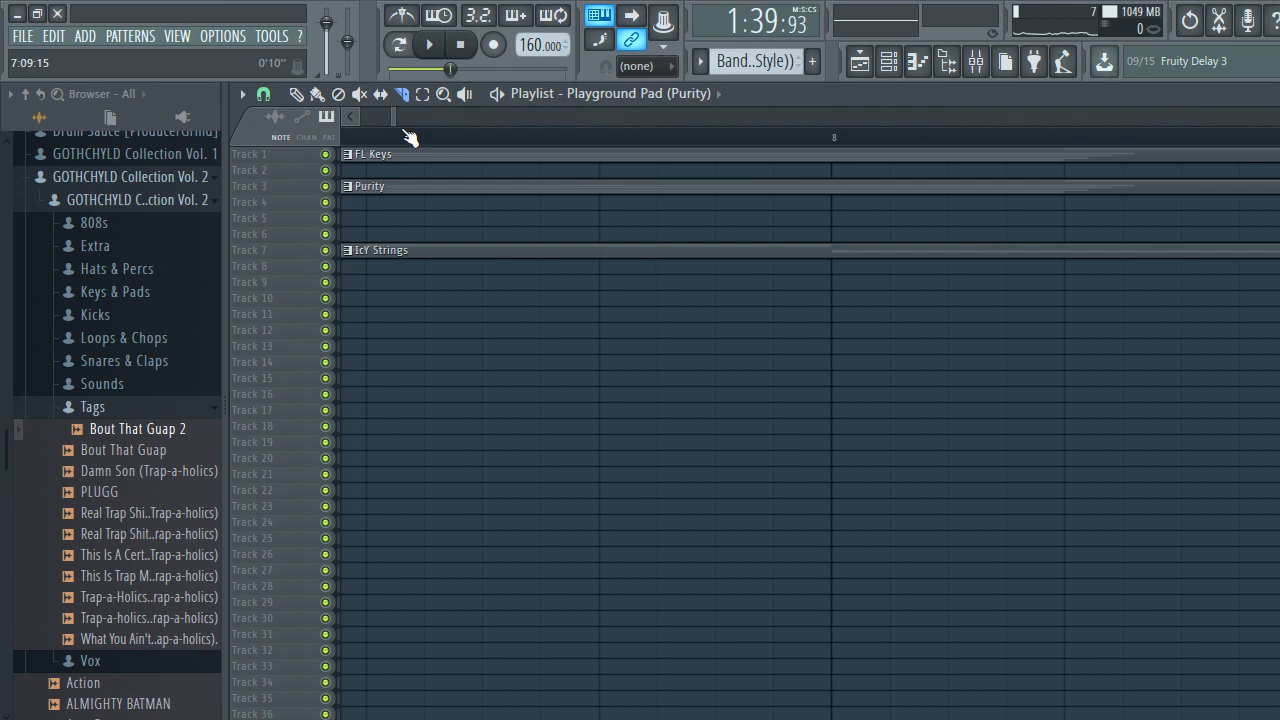 FILE EDIT ADD PATTERNS VIEW OPTIONS TOOLS ?
7:09:15
0'10"
3.2.
160.000
(none)
1:39:93
M:S:CS
Band..Style))
7
1049 MB
0
09/15 Fruity Delay 3
Browser - All
Playlist - Playground Pad (Purity)
NOTE CHAN PAT
8
Drum Sauce [ProducerGrind]
GOTHCHYLD Collection Vol. 1
GOTHCHYLD Collection Vol. 2
GOTHCHYLD C..ction Vol. 2
808s
Extra
Hats & Percs
Keys & Pads
Kicks
Loops & Chops
Snares & Claps
Sounds
Tags
Bout That Guap 2
Bout That Guap
Damn Son (Trap-a-holics)
PLUGG
Real Trap Shi..Trap-a-holics)
Real Trap Shit..rap-a-holics)
This Is A Cert..Trap-a-holics)
This Is Trap M..rap-a-holics)
Trap-a-Holics..rap-a-holics)
Trap-a-holics..rap-a-holics)
What You Ain't..ap-a-holics).
Vox
Action
ALMIGHTY BATMAN
Track 1 FL Keys
Track 2
Track 3 Purity
Track 4
Track 5
Track 6
Track 7 IcY Strings
Track 8
Track 9
Track 10
Track 11
Track 12
Track 13
Track 14
Track 15
Track 16
Track 17
Track 18
Track 19
Track 20
Track 21
Track 22
Track 23
Track 24
Track 25
Track 26
Track 27
Track 28
Track 29
Track 30
Track 31
Track 32
Track 33
Track 34
Track 35
Track 36